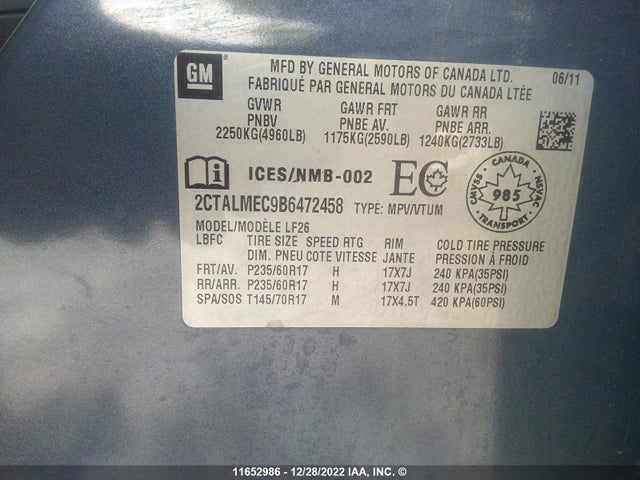 GM
MFD BY GENERAL MOTORS OF CANADA LTD. 06/11
FABRIQUÉ PAR GENERAL MOTORS DU CANADA LTÉE
GVWR GAWR FRT GAWR RR
PNBV PNBE AV. PNBE ARR.
2250KG(4960LB) 1175KG(2590LB) 1240KG(2733LB)
ICES/NMB-002 EC
CANADA
CMVSS 985 NSVAC
TRANSPORT
2CTALMEC9B6472458 TYPE: MPV/VTUM
MODEL/MODÈLE LF26
LBFC TIRE SIZE SPEED RTG RIM COLD TIRE PRESSURE
DIM. PNEU COTE VITESSE JANTE PRESSION À FROID
FRT/AV. P235/60R17 H 17X7J 240 KPA(35PSI)
RR/ARR. P235/60R17 H 17X7J 240 KPA(35PSI)
SPA/SOS T145/70R17 M 17X4.5T 420 KPA(60PSI)
11652986 - 12/28/2022 IAA, INC. ©